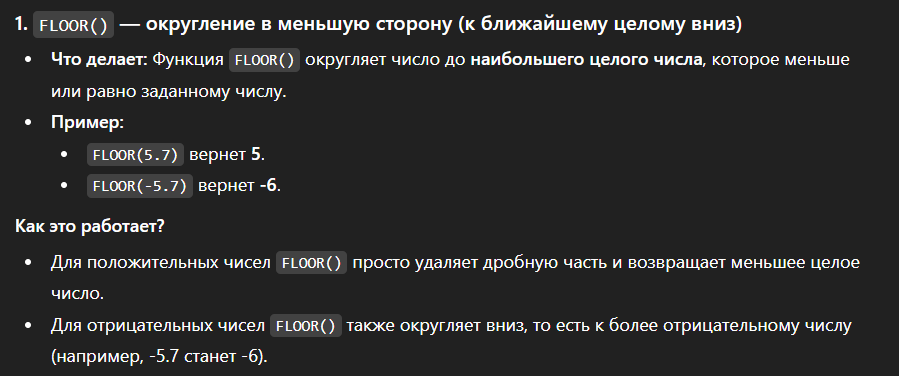 1. FLOOR() — округление в меньшую сторону (к ближайшему целому вниз)
• Что делает: Функция FLOOR() округляет число до наибольшего целого числа, которое меньше
или равно заданному числу.
• Пример:
• FLOOR(5.7) вернет 5.
• FLOOR(-5.7) вернет -6.
Как это работает?
• Для положительных чисел FLOOR() просто удаляет дробную часть и возвращает меньшее целое
число.
• Для отрицательных чисел FLOOR() также округляет вниз, то есть к более отрицательному числу
(например, -5.7 станет -6).